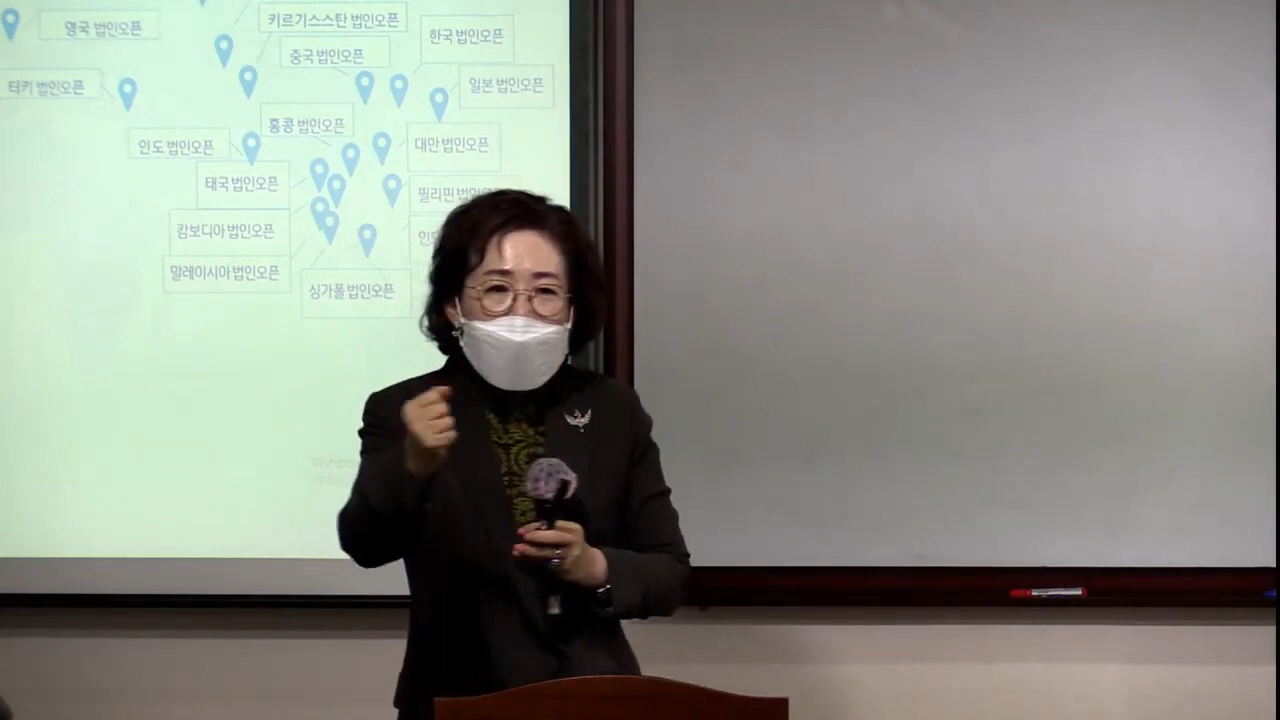 영국 법인오픈
키르기스스탄 법인오픈
한국 법인오픈
중국 법인오픈
터키 법인오픈
일본 법인오픈
홍콩 법인오픈
인도 법인오픈
대만 법인오픈
태국 법인오픈
필리핀
캄보디아 법인오픈
말레이시아 법인오픈
싱가폴 법인오픈